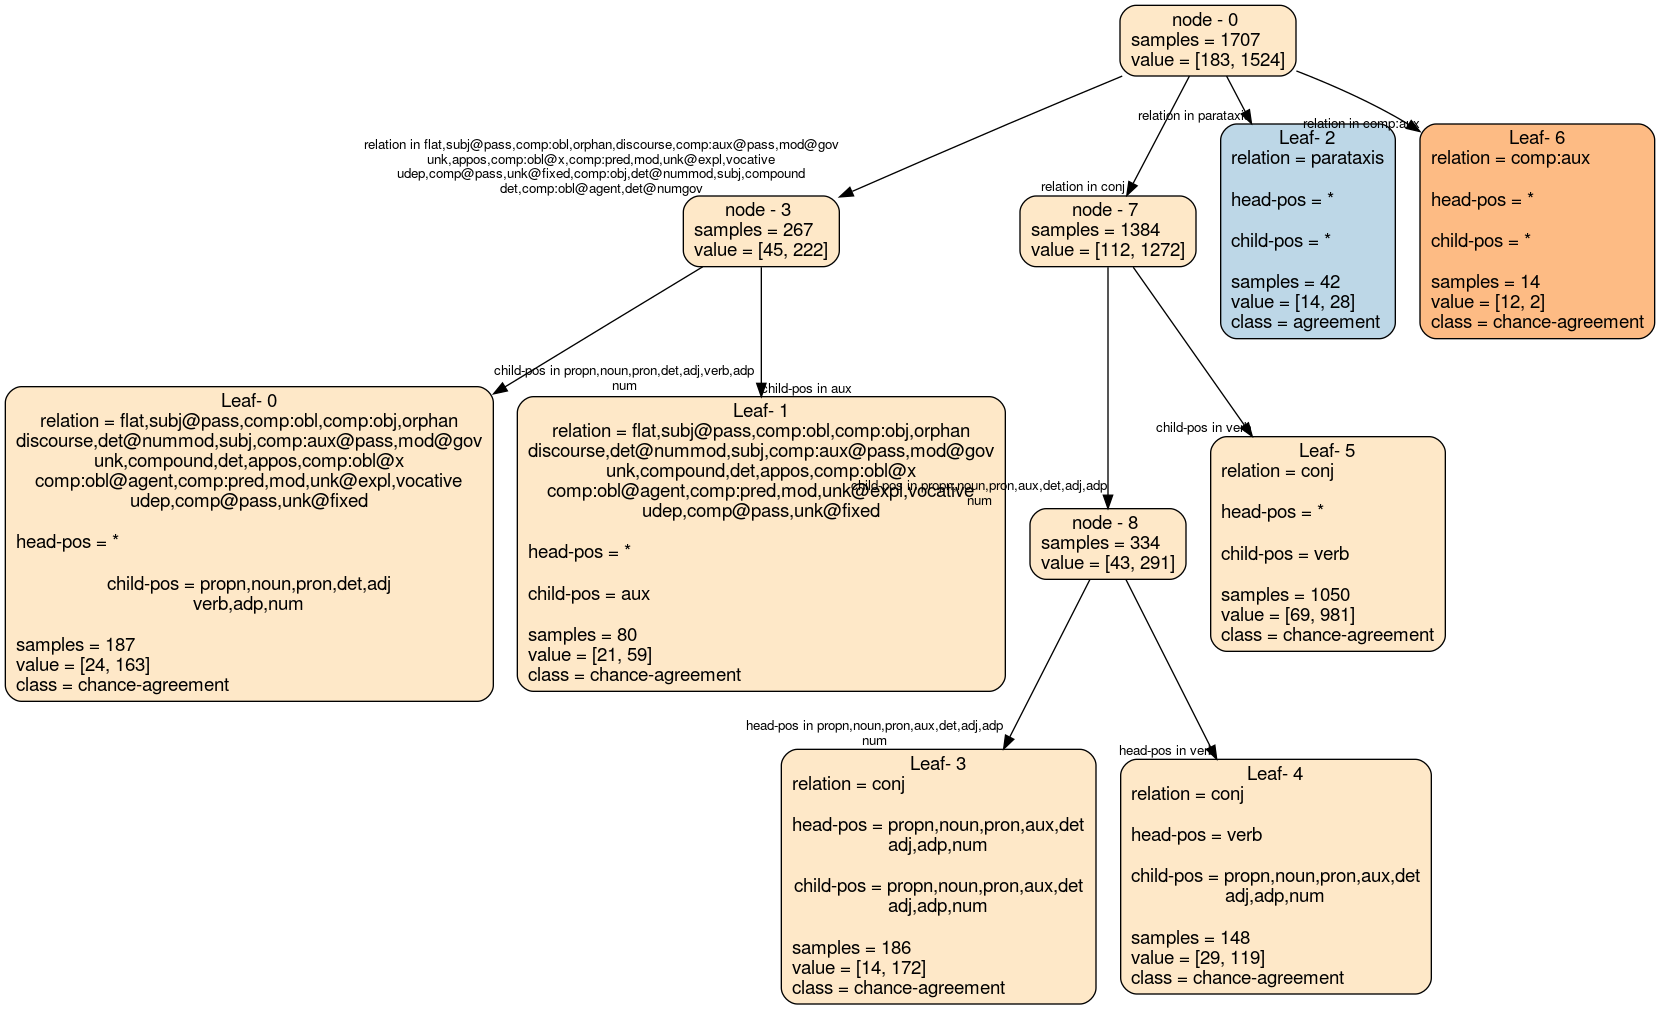 node - 0
samples = 1707
value = [183, 1524]
relation in parataxis
relation in comp:aux
relation in flat,subj@pass,comp:obl,orphan,discourse,comp:aux@pass,mod@gov
unk,appos,comp:obl@x,comp:pred,mod,unk@expl,vocative
udep,comp@pass,unk@fixed,comp:obj,det@nummod,subj,compound
det,comp:obl@agent,det@numgov
relation in conj
Leaf- 2
relation = parataxis
head-pos = *
child-pos = *
samples = 42
value = [14, 28]
class = agreement
Leaf- 6
relation = comp:aux
head-pos = *
child-pos = *
samples = 14
value = [12, 2]
class = chance-agreement
node - 3
samples = 267
value = [45, 222]
node - 7
samples = 1384
value = [112, 1272]
child-pos in propn,noun,pron,det,adj,verb,adp
num
child-pos in aux
Leaf- 0
relation = flat,subj@pass,comp:obl,comp:obj,orphan
discourse,det@nummod,subj,comp:aux@pass,mod@gov
unk,compound,det,appos,comp:obl@x
comp:obl@agent,comp:pred,mod,unk@expl,vocative
udep,comp@pass,unk@fixed
head-pos = *
child-pos = propn,noun,pron,det,adj
verb,adp,num
samples = 187
value = [24, 163]
class = chance-agreement
Leaf- 1
relation = flat,subj@pass,comp:obl,comp:obj,orphan
discourse,det@nummod,subj,comp:aux@pass,mod@gov
unk,compound,det,appos,comp:obl@x
comp:obl@agent,comp:pred,mod,unk@expl,vocative
udep,comp@pass,unk@fixed
head-pos = *
child-pos = aux
samples = 80
value = [21, 59]
class = chance-agreement
child-pos in propn,noun,pron,aux,det,adj,adp
num
child-pos in verb
node - 8
samples = 334
value = [43, 291]
Leaf- 5
relation = conj
head-pos = *
child-pos = verb
samples = 1050
value = [69, 981]
class = chance-agreement
head-pos in propn,noun,pron,aux,det,adj,adp
num
head-pos in verb
Leaf- 3
relation = conj
head-pos = propn,noun,pron,aux,det
adj,adp,num
child-pos = propn,noun,pron,aux,det
adj,adp,num
samples = 186
value = [14, 172]
class = chance-agreement
Leaf- 4
relation = conj
head-pos = verb
child-pos = propn,noun,pron,aux,det
adj,adp,num
samples = 148
value = [29, 119]
class = chance-agreement